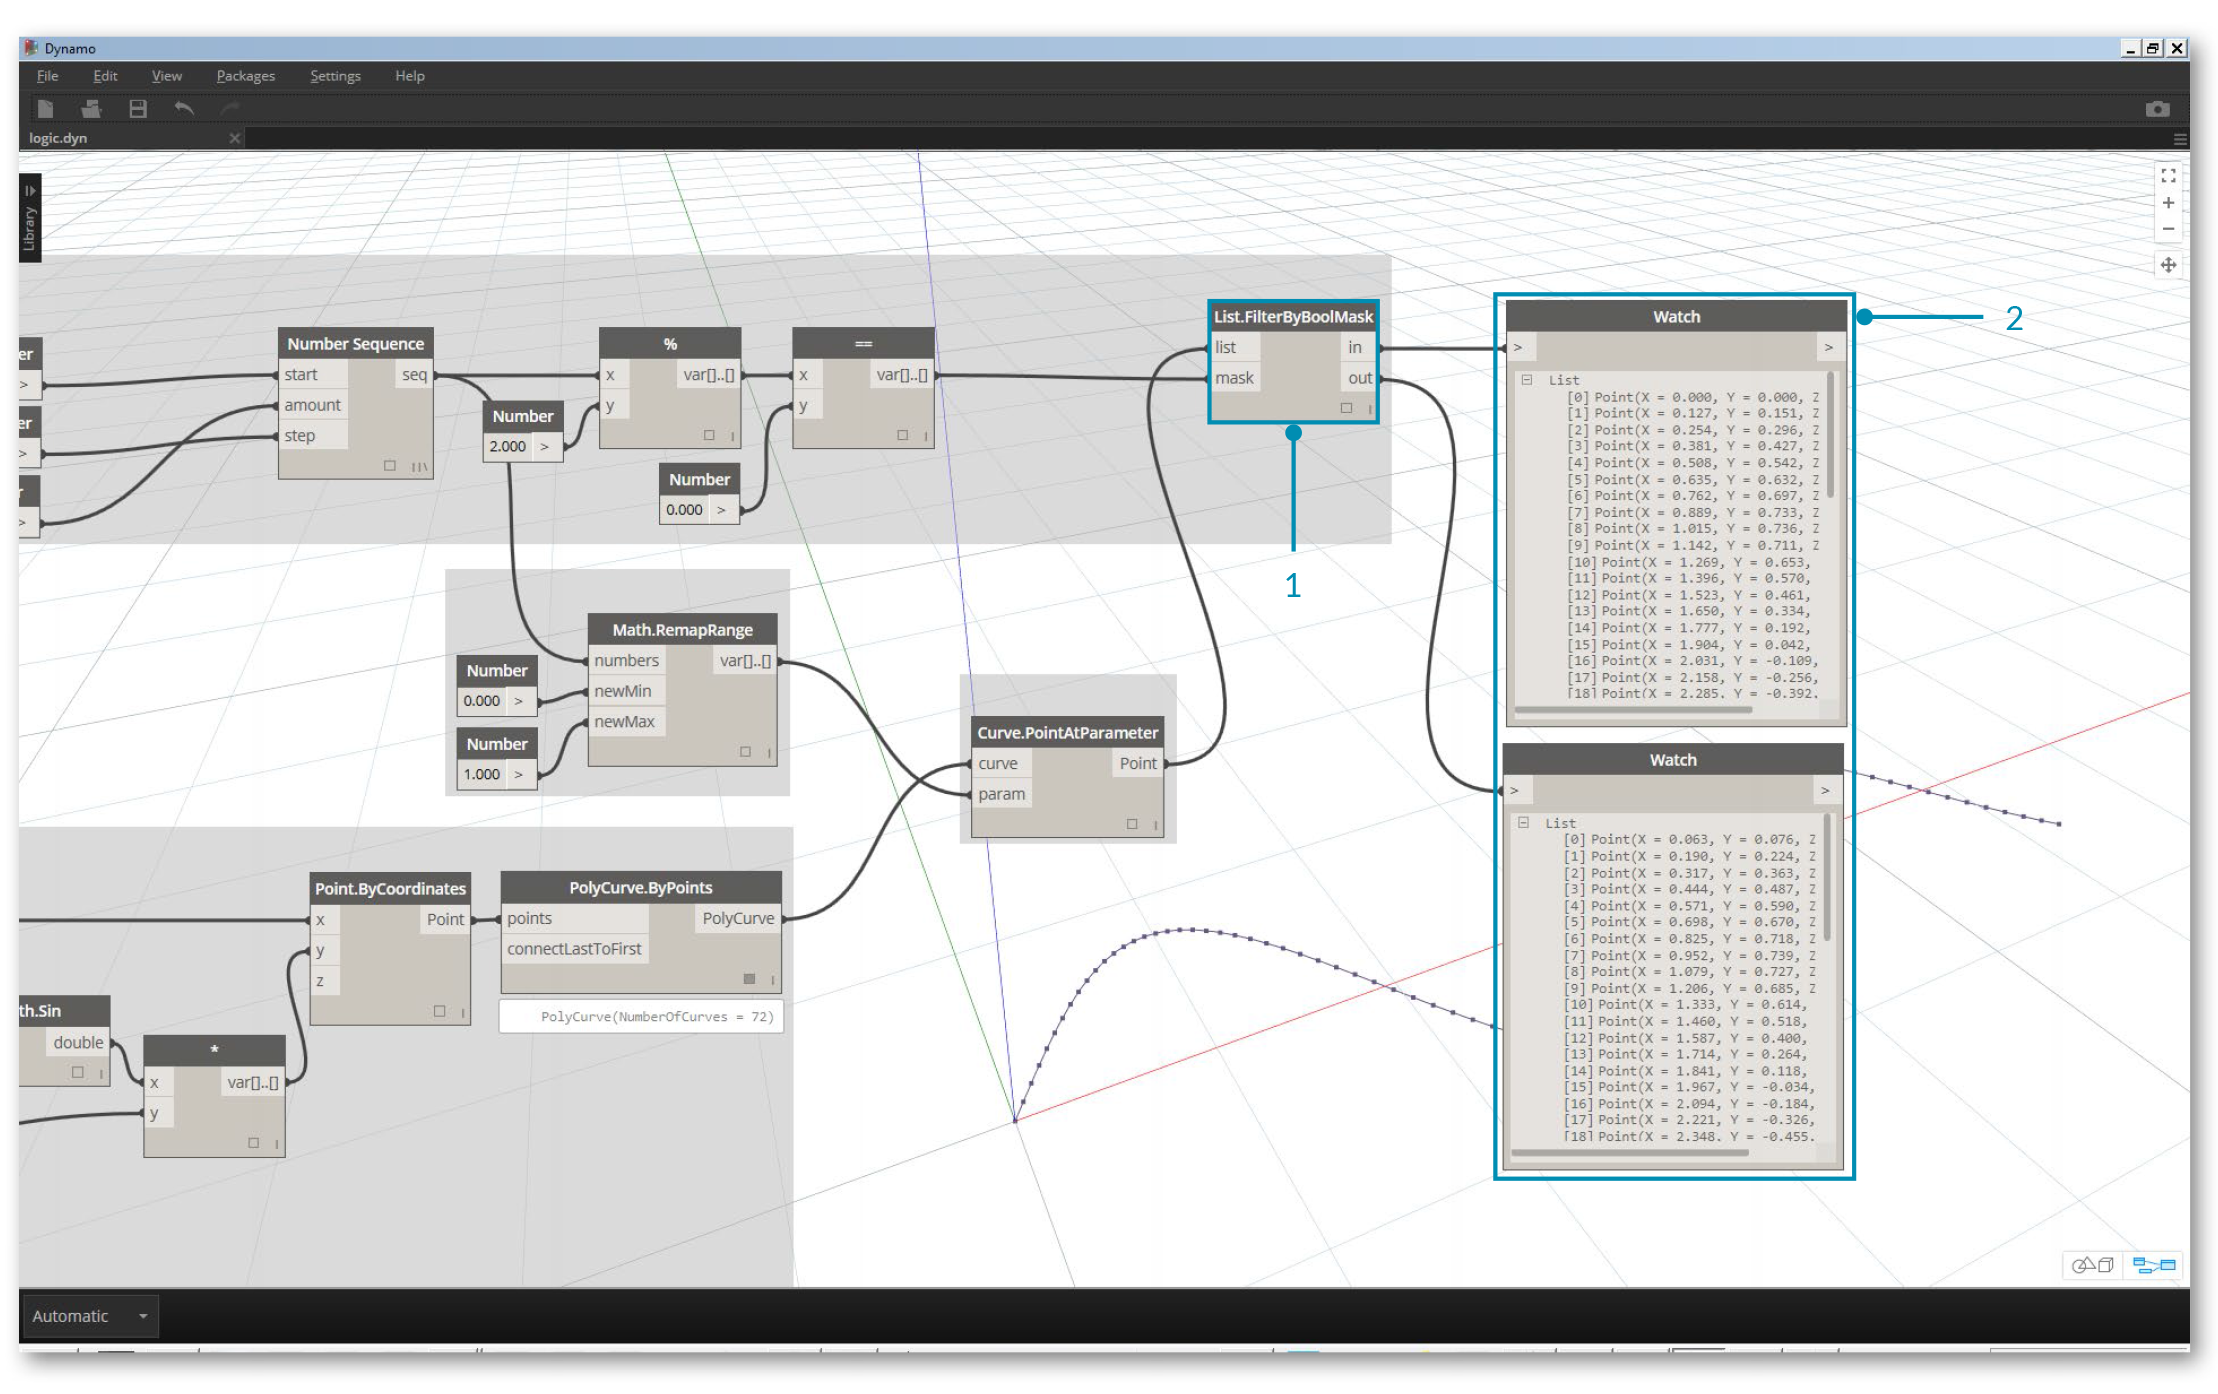 Dynamo
File Edit View Packages Settings Help
logic.dyn
Library
er
>
er
>
r
>
Number Sequence
start seq
amount
step
Number
2.000 >
%
x var[]..[]
y
Number
0.000 >
==
x var[]..[]
y
List.FilterByBoolMask
list in
mask out
1
2
Watch
> >
List
[0] Point(X = 0.000, Y = 0.000, Z
[1] Point(X = 0.127, Y = 0.151, Z
[2] Point(X = 0.254, Y = 0.296, Z
[3] Point(X = 0.381, Y = 0.427, Z
[4] Point(X = 0.508, Y = 0.542, Z
[5] Point(X = 0.635, Y = 0.632, Z
[6] Point(X = 0.762, Y = 0.697, Z
[7] Point(X = 0.889, Y = 0.733, Z
[8] Point(X = 1.015, Y = 0.736, Z
[9] Point(X = 1.142, Y = 0.711, Z
[10] Point(X = 1.269, Y = 0.653,
[11] Point(X = 1.396, Y = 0.570,
[12] Point(X = 1.523, Y = 0.461,
[13] Point(X = 1.650, Y = 0.334,
[14] Point(X = 1.777, Y = 0.192,
[15] Point(X = 1.904, Y = 0.042,
[16] Point(X = 2.031, Y = -0.109,
[17] Point(X = 2.158, Y = -0.256,
[18] Point(X = 2.285, Y = -0.392,
Math.RemapRange
numbers var[]..[]
newMin
newMax
Number
0.000 >
Number
1.000 >
Curve.PointAtParameter
curve Point
param
Watch
> >
List
[0] Point(X = 0.063, Y = 0.076, Z
[1] Point(X = 0.190, Y = 0.224, Z
[2] Point(X = 0.317, Y = 0.363, Z
[3] Point(X = 0.444, Y = 0.487, Z
[4] Point(X = 0.571, Y = 0.590, Z
[5] Point(X = 0.698, Y = 0.670, Z
[6] Point(X = 0.825, Y = 0.718, Z
[7] Point(X = 0.952, Y = 0.739, Z
[8] Point(X = 1.079, Y = 0.727, Z
[9] Point(X = 1.206, Y = 0.685, Z
[10] Point(X = 1.333, Y = 0.614,
[11] Point(X = 1.460, Y = 0.518,
[12] Point(X = 1.587, Y = 0.400,
[13] Point(X = 1.714, Y = 0.264,
[14] Point(X = 1.841, Y = 0.118,
[15] Point(X = 1.967, Y = -0.034,
[16] Point(X = 2.094, Y = -0.184,
[17] Point(X = 2.221, Y = -0.326,
[18] Point(X = 2.348, Y = -0.455,
Point.ByCoordinates
x Point
y
z
PolyCurve.ByPoints
points PolyCurve
connectLastToFirst
PolyCurve(NumberOfCurves = 72)
th.Sin
double
*
x var[]..[]
y
Automatic